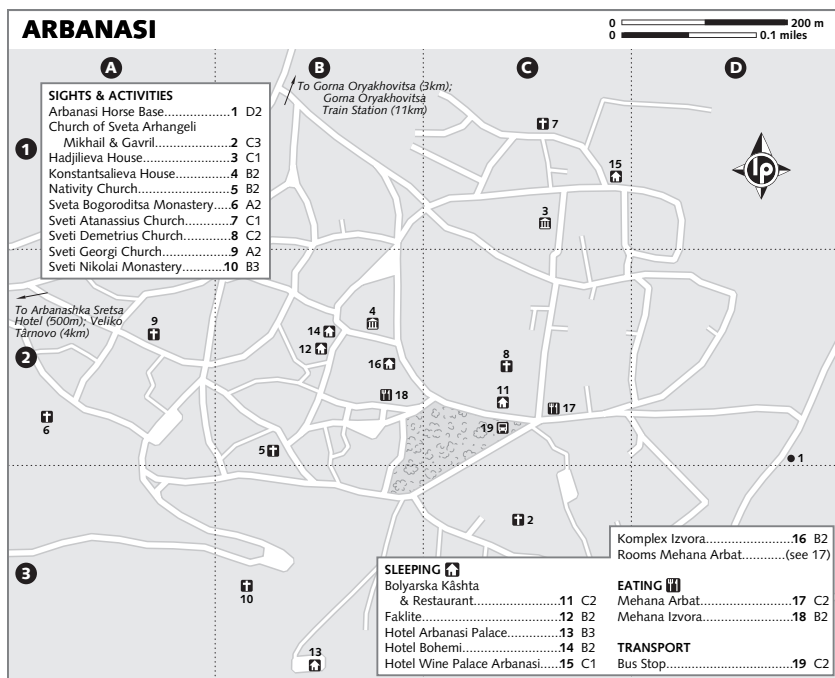 ARBANASI
0 200 m
0 0.1 miles
A
B
C
D
1
2
3
To Gorna Oryakhovitsa (3km);
Gorna Oryakhovitsa
Train Station (11km)
SIGHTS & ACTIVITIES
Arbanasi Horse Base....................1 D2
Church of Sveta Arhangeli
Mikhail & Gavril....................2 C3
Hadjilieva House....................3 C1
Konstantsalieva House....................4 B2
Nativity Church....................5 B2
Sveta Bogoroditsa Monastery....6 A2
Sveti Atanassius Church....................7 C1
Sveti Demetrius Church....................8 C2
Sveti Georgi Church....................9 A2
Sveti Nikolai Monastery....................10 B3
To Arbanashka Sretsa
Hotel (500m); Veliko
Târnovo (4km)
7
15
3
lp
9
4
14
12
16
8
11
18
17
19
6
5
1
2
10
13
SLEEPING
Bolyarska Kâshta
& Restaurant....................11 C2
Faklite....................12 B2
Hotel Arbanasi Palace....................13 B3
Hotel Bohemi....................14 B2
Hotel Wine Palace Arbanasi.....15 C1
Komplex Izvora....................16 B2
Rooms Mehana Arbat............(see 17)
EATING
Mehana Arbat....................17 C2
Mehana Izvora....................18 B2
TRANSPORT
Bus Stop....................19 C2